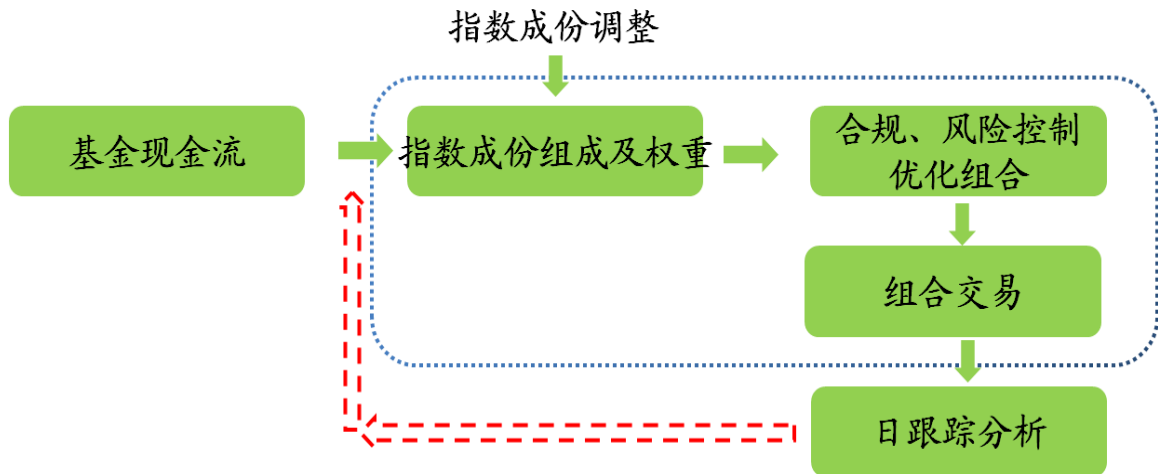 指数成份调整
基金现金流
指数成份组成及权重
合规、风险控制
优化组合
组合交易
日跟踪分析